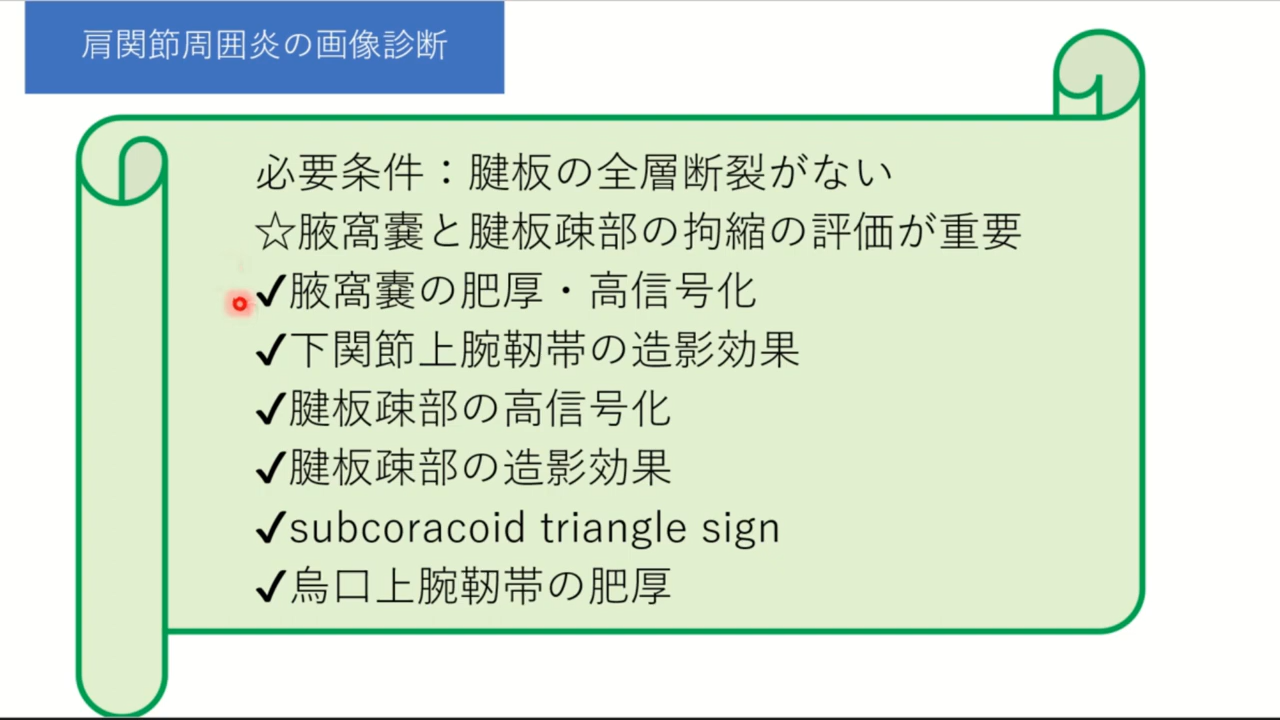 肩関節周囲炎の画像診断
必要条件：腱板の全層断裂がない
☆腋窩嚢と腱板疎部の拘縮の評価が重要
✓腋窩嚢の肥厚・高信号化
✓下関節上腕靭帯の造影効果
✓腱板疎部の高信号化
✓腱板疎部の造影効果
✓subcoracoid triangle sign
✓烏口上腕靭帯の肥厚